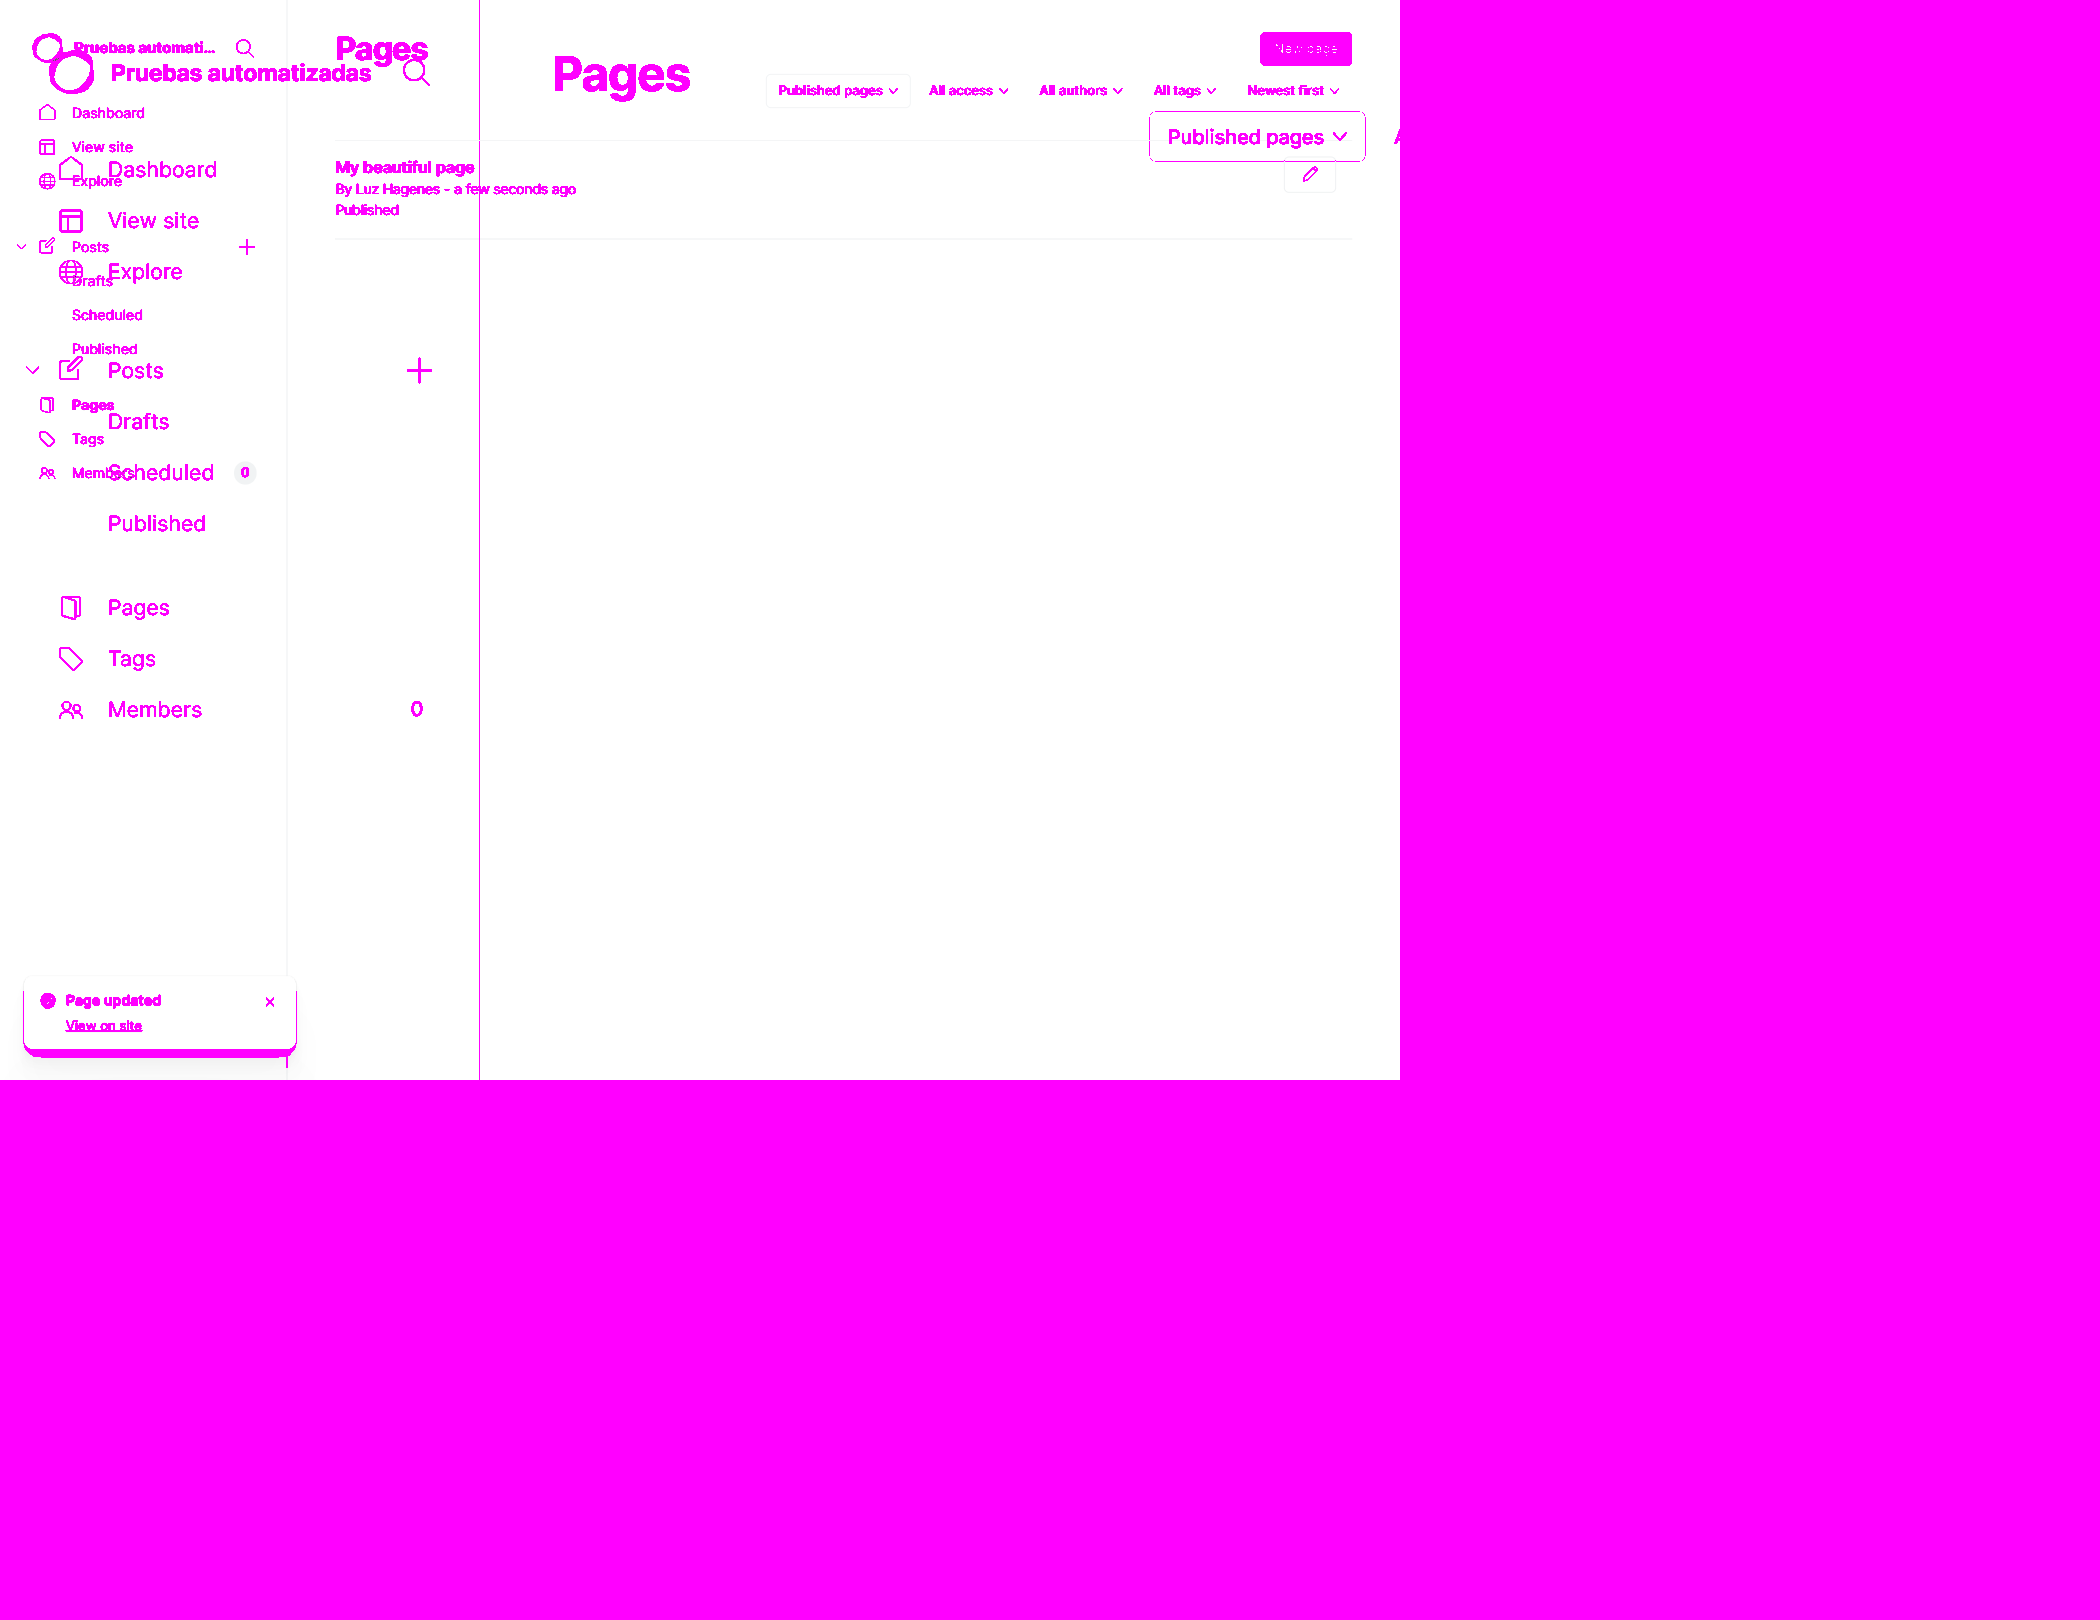 Pruebas automati...
Pages
New page
Pruebas automatizadas
Pages
Published pages
All access
All authors
All tags
Newest first
Dashboard
Published pages
View site
Dashboard
My beautiful page
Explore
By Luz Hagenes - a few seconds ago
Published
View site
Posts
Explore
Drafts
Scheduled
Published
Posts
Pages
Drafts
Tags
Members
Scheduled
0
Published
Pages
Tags
Members
0
Page updated
View on site